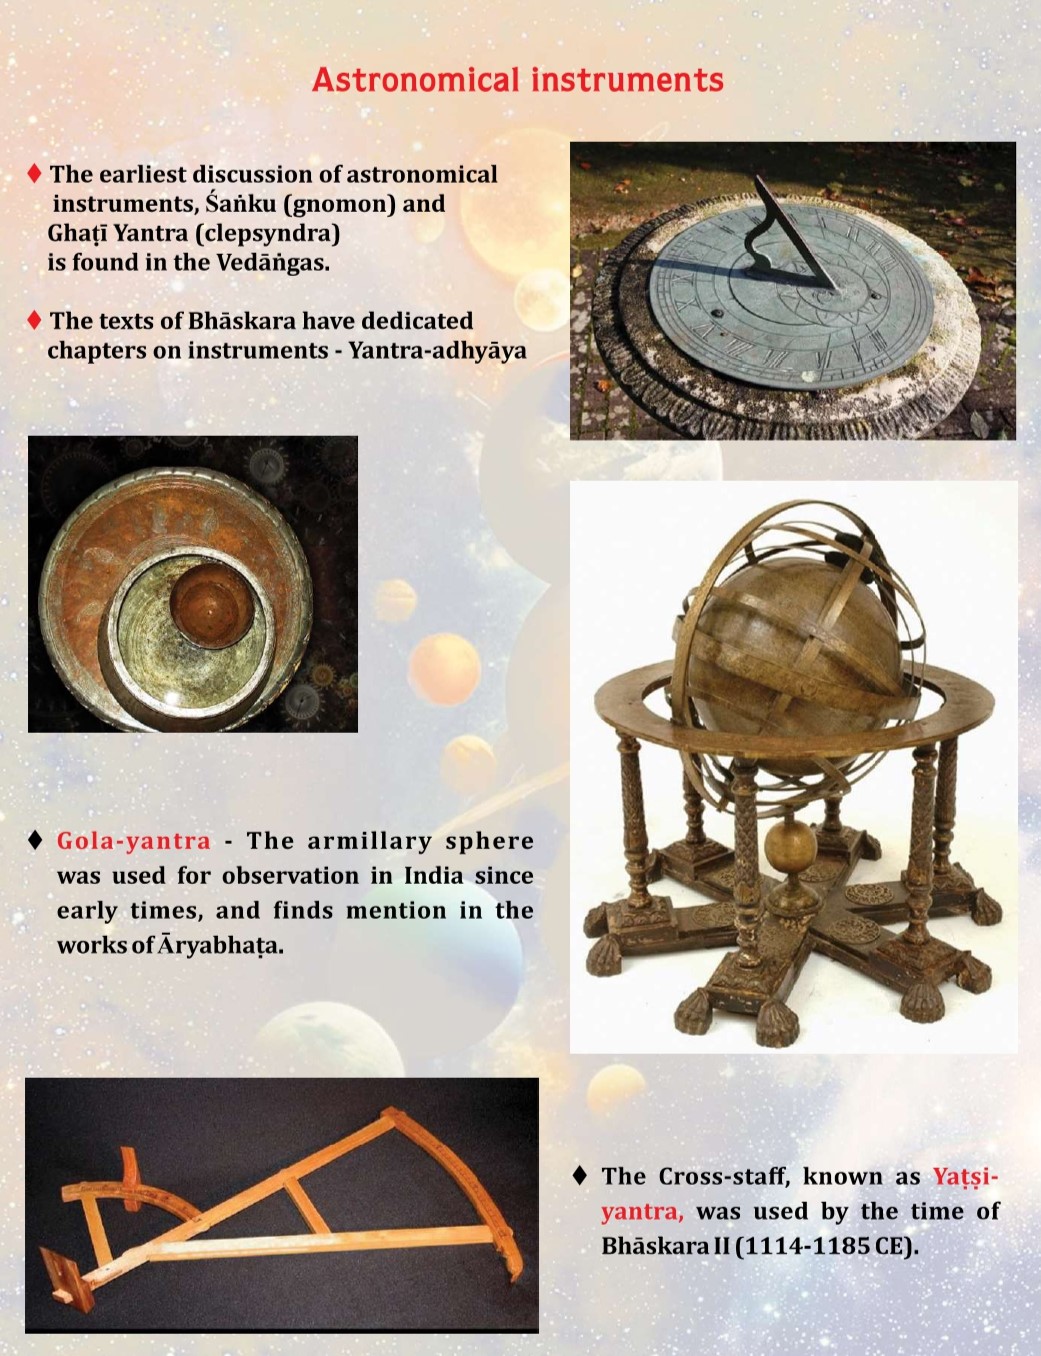 Astronomical instruments
♦ The earliest discussion of astronomical
instruments, Śaṅku (gnomon) and
Ghaṭī Yantra (clepsyndra)
is found in the Vedāṅgas.
♦ The texts of Bhāskara have dedicated
chapters on instruments - Yantra-adhyāya
♦ Gola-yantra - The armillary sphere
was used for observation in India since
early times, and finds mention in the
works of Āryabhaṭa.
♦ The Cross-staff, known as Yaṭṣi-
yantra, was used by the time of
Bhāskara II (1114-1185 CE).